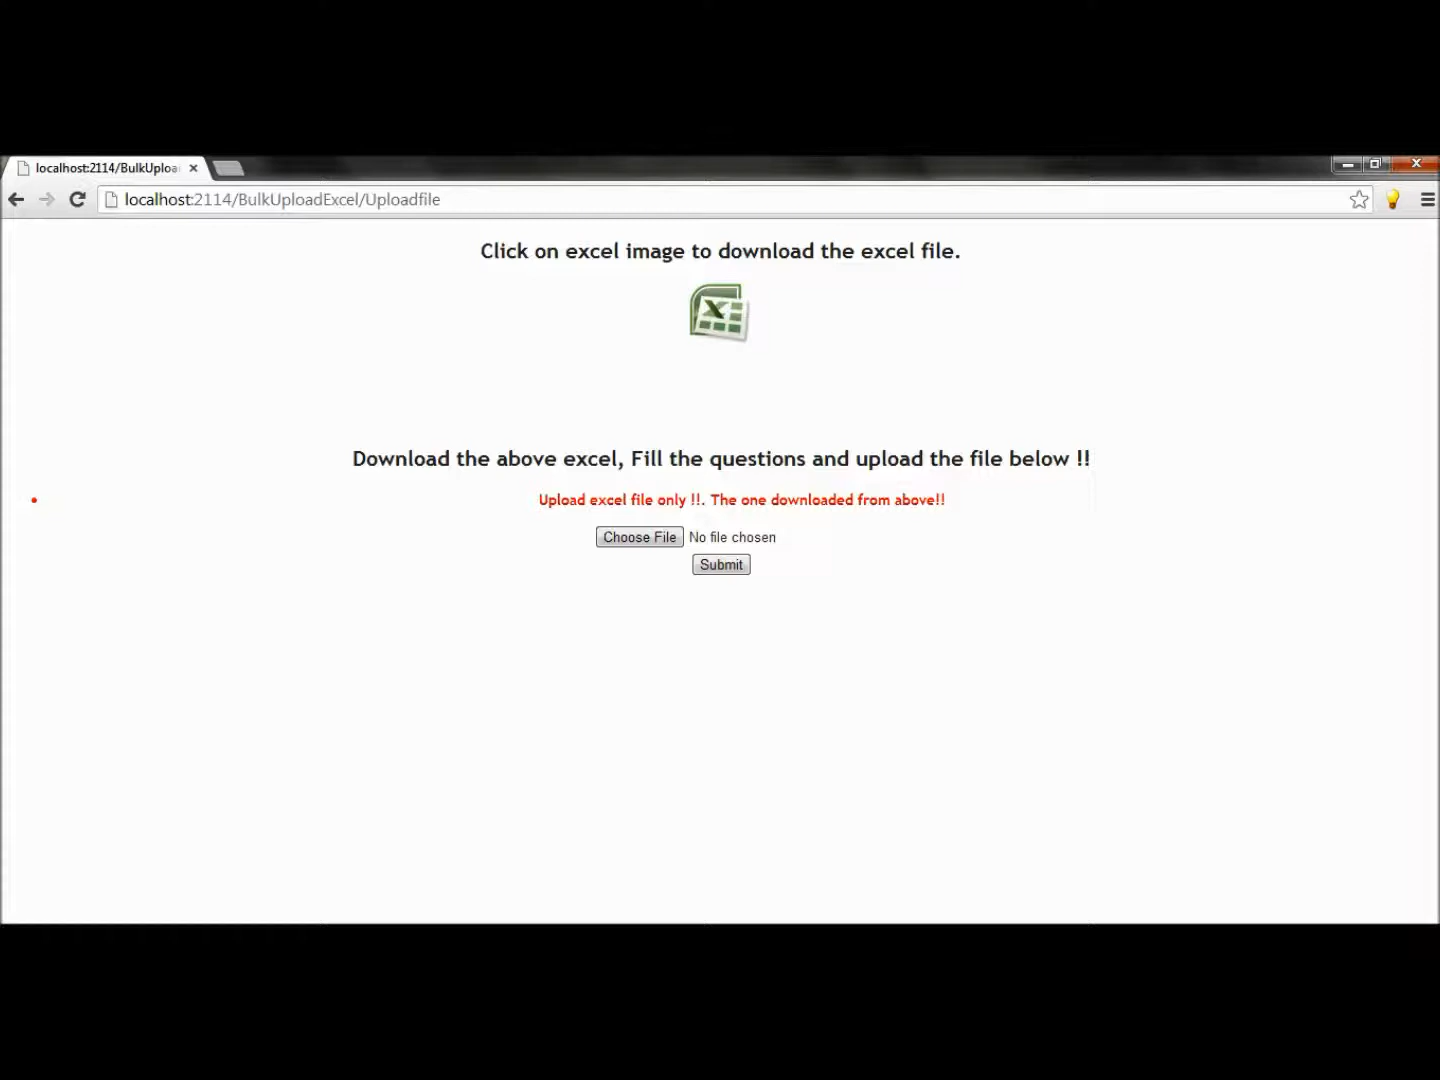 localhost:2114/BulkUploa
localhost:2114/BulkUploadExcel/Uploadfile
Click on excel image to download the excel file.
Download the above excel, Fill the questions and upload the file below !!
Upload excel file only !!. The one downloaded from above!!
Choose File No file chosen
Submit